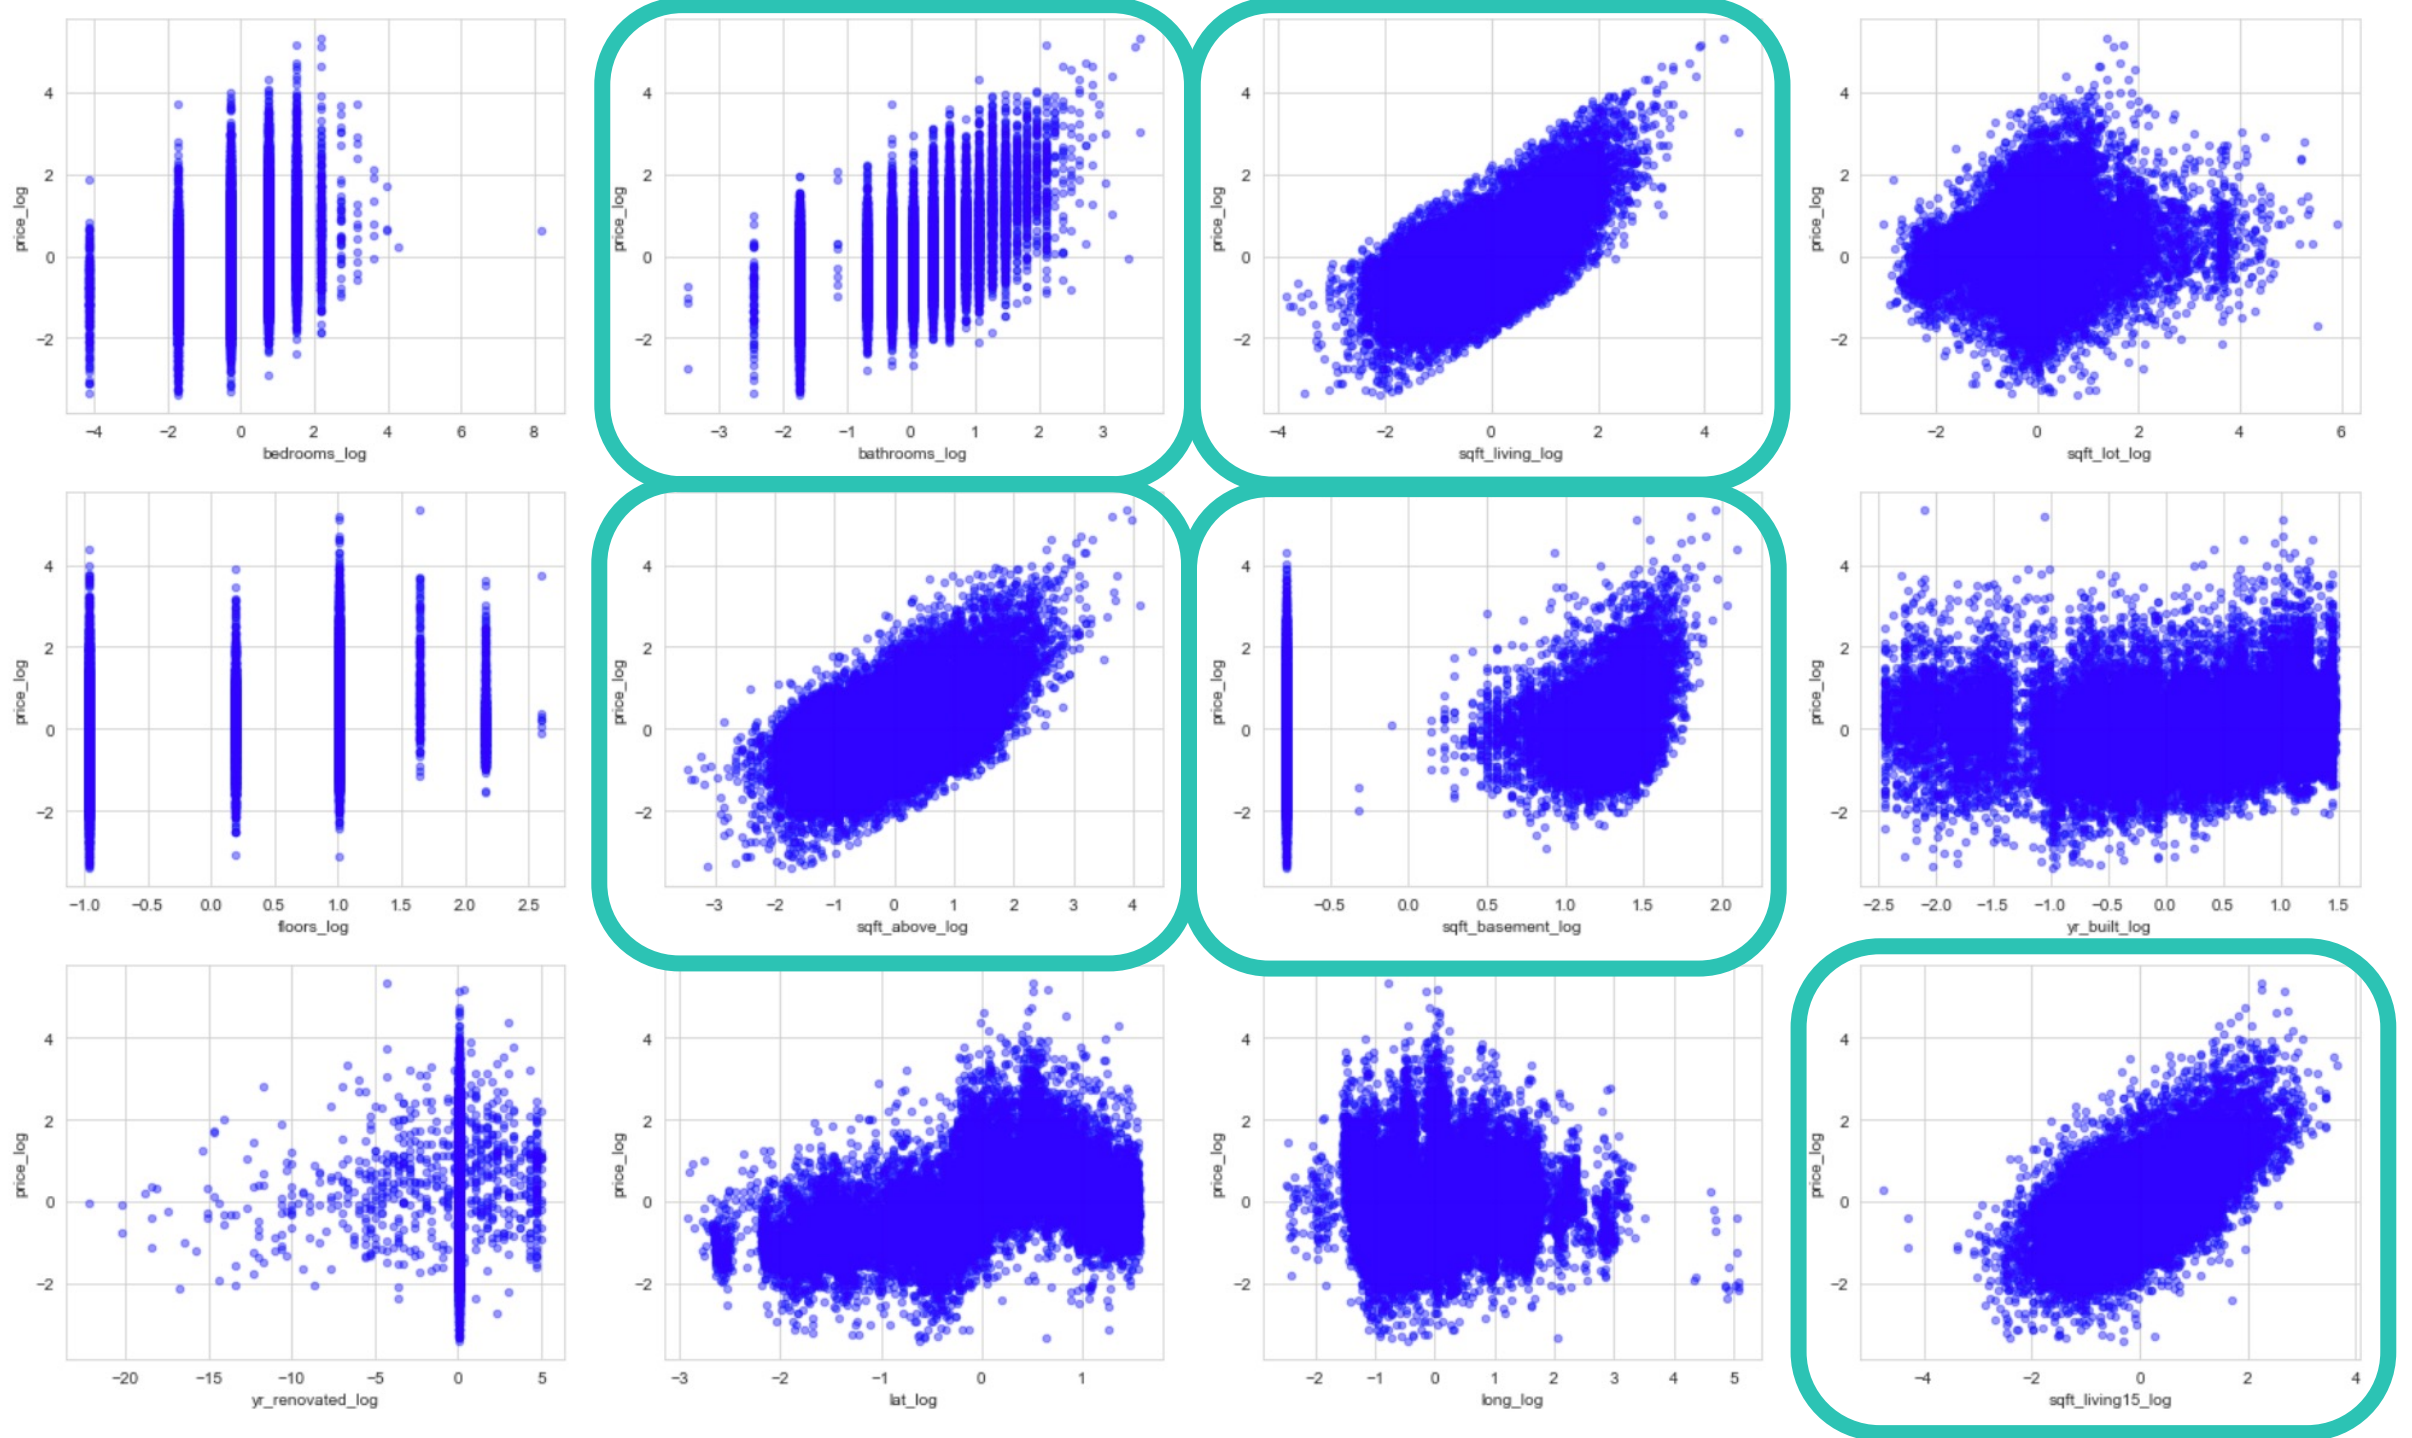 price_log
4
2
0
−2
−4 −2 0 2 4 6 8
bedrooms_log
price_log
4
2
0
−2
−3 −2 −1 0 1 2 3
bathrooms_log
price_log
4
2
0
−2
−4 −2 0 2 4
sqft_living_log
price_log
4
2
0
−2
−2 0 2 4 6
sqft_lot_log
price_log
4
2
0
−2
−1.0 −0.5 0.0 0.5 1.0 1.5 2.0 2.5
floors_log
price_log
4
2
0
−2
−3 −2 −1 0 1 2 3 4
sqft_above_log
price_log
4
2
0
−2
−0.5 0.0 0.5 1.0 1.5 2.0
sqft_basement_log
price_log
4
2
0
−2
−2.5 −2.0 −1.5 −1.0 −0.5 0.0 0.5 1.0 1.5
yr_built_log
price_log
4
2
0
−2
−20 −15 −10 −5 0 5
yr_renovated_log
price_log
4
2
0
−2
−3 −2 −1 0 1
lat_log
price_log
4
2
0
−2
−2 −1 0 1 2 3 4 5
long_log
price_log
4
2
0
−2
−4 −2 0 2 4
sqft_living15_log